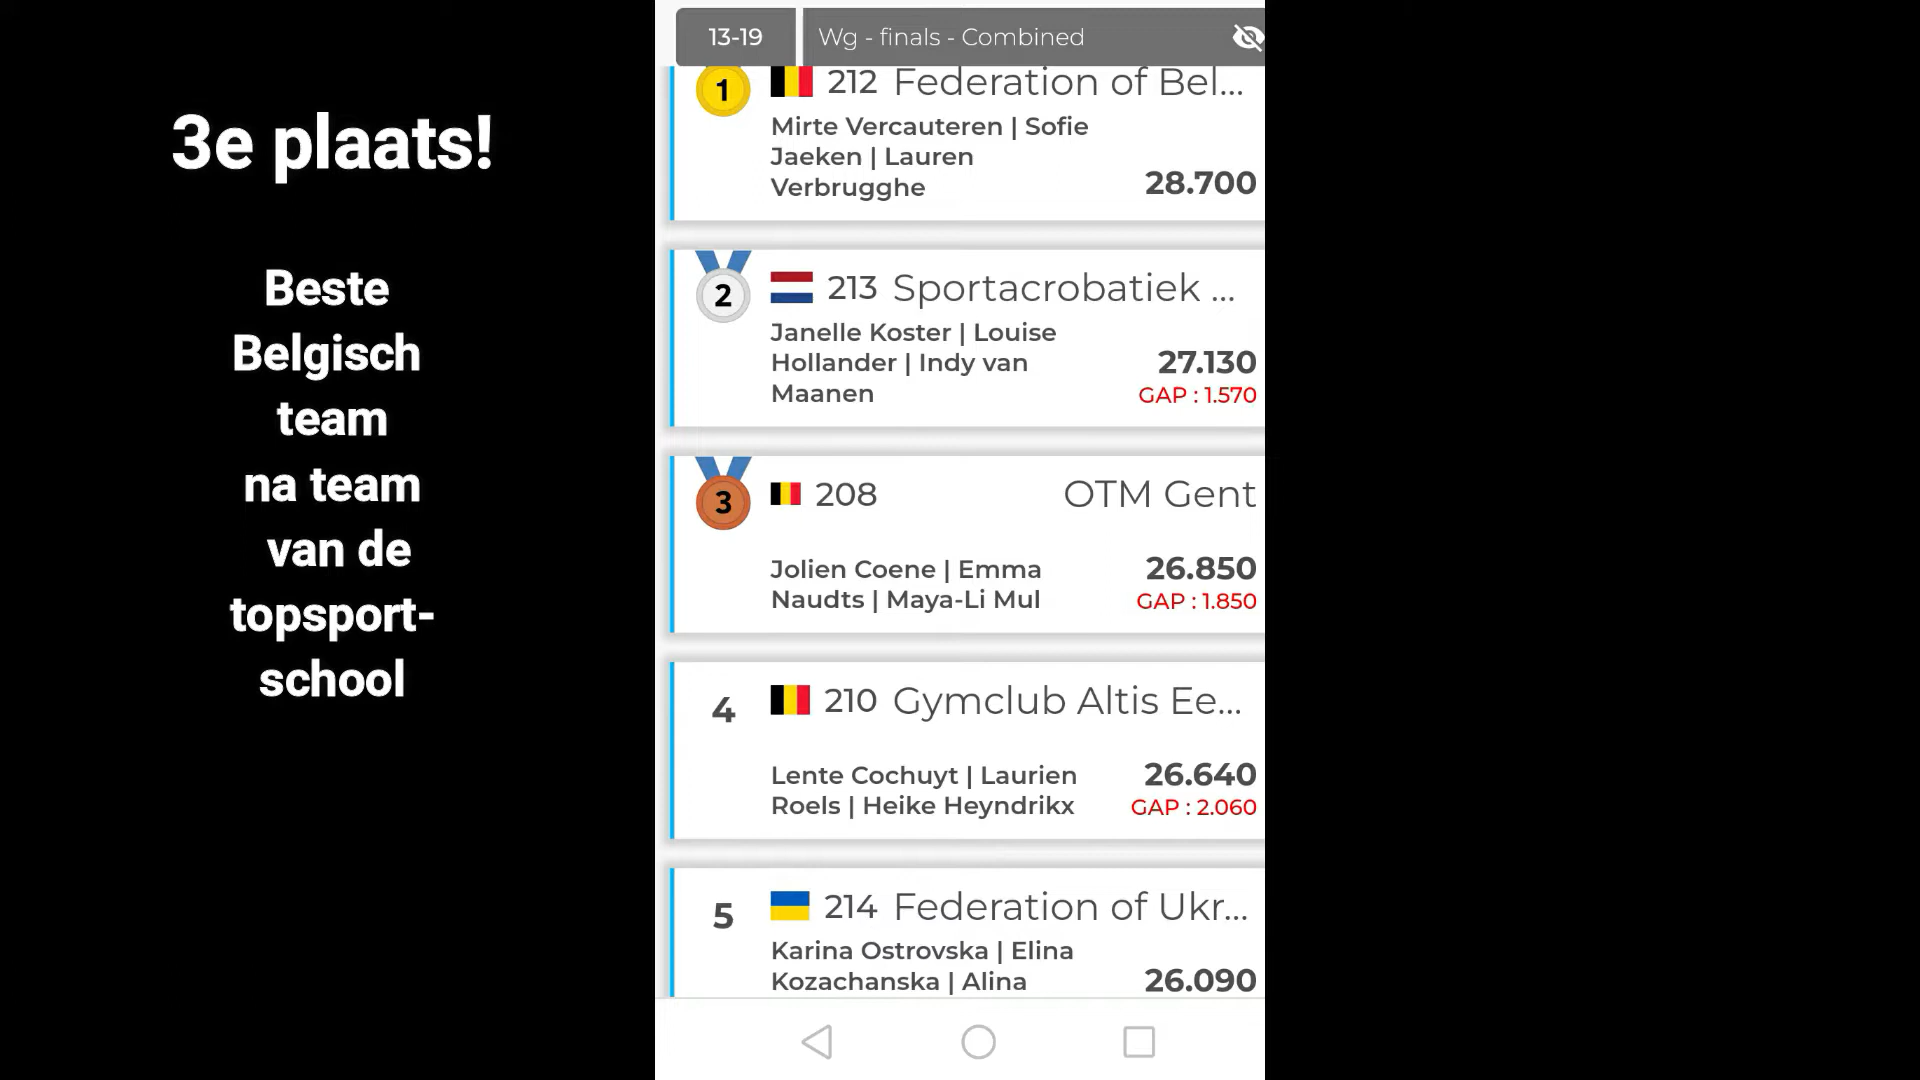 3e plaats!
Beste
Belgisch
team
na team
van de
topsport-
school
13-19
Wg - finals - Combined
1
212 Federation of Bel...
Mirte Vercauteren | Sofie
Jaeken | Lauren
Verbrugghe
28.700
2
213 Sportacrobatiek ...
Janelle Koster | Louise
Hollander | Indy van
Maanen
27.130
GAP : 1.570
3
208 OTM Gent
Jolien Coene | Emma
Naudts | Maya-Li Mul
26.850
GAP : 1.850
4
210 Gymclub Altis Ee...
Lente Cochuyt | Laurien
Roels | Heike Heyndrikx
26.640
GAP : 2.060
5
214 Federation of Ukr...
Karina Ostrovska | Elina
Kozachanska | Alina
26.090